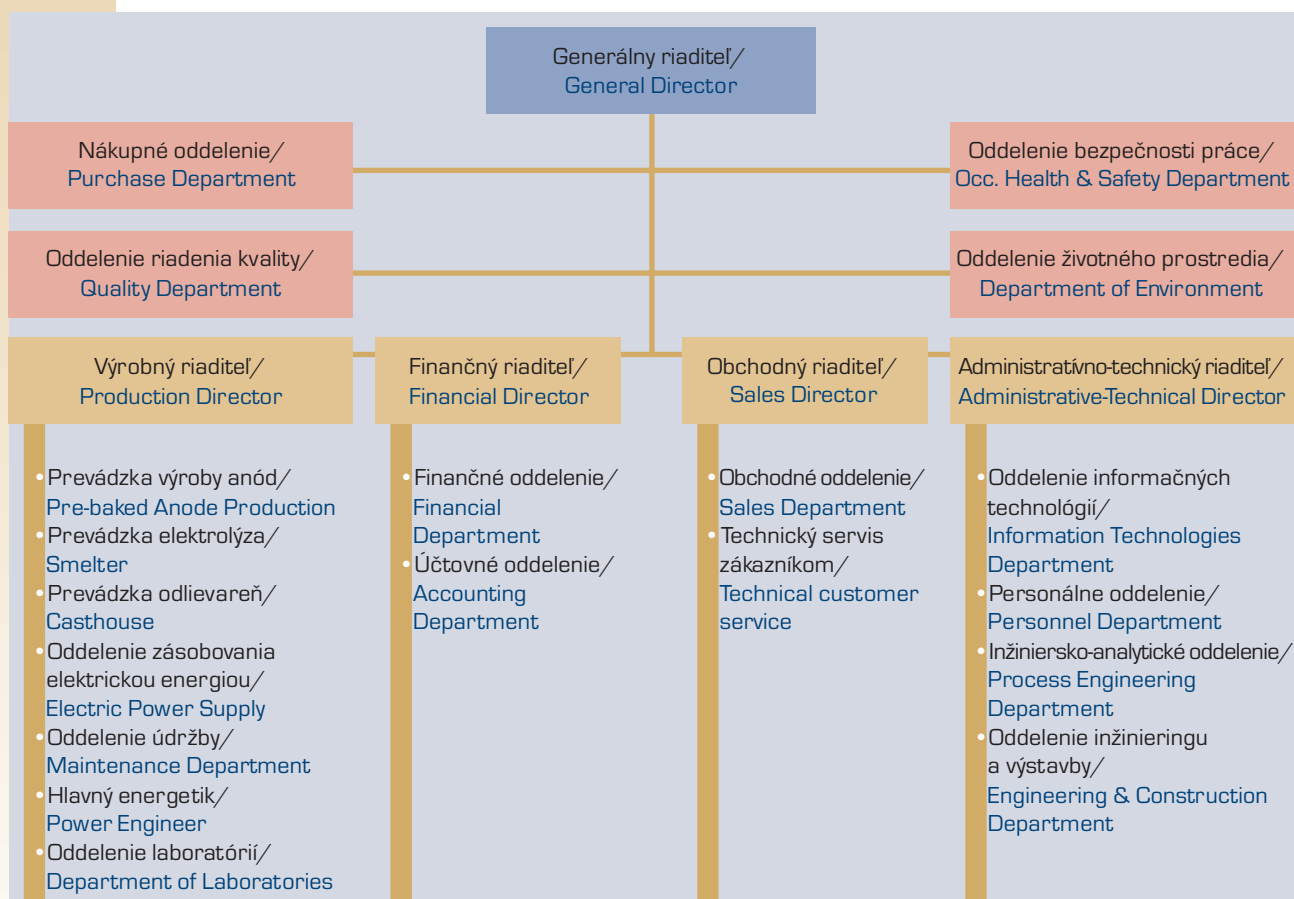 Generálny riaditeľ/
General Director
Nákupné oddelenie/
Purchase Department
Oddelenie bezpečnosti práce/
Occ. Health & Safety Department
Oddelenie riadenia kvality/
Quality Department
Oddelenie životného prostredia/
Department of Environment
Výrobný riaditeľ/
Production Director
Finančný riaditeľ/
Financial Director
Obchodný riaditeľ/
Sales Director
Administratívno-technický riaditeľ/
Administrative-Technical Director
• Prevádzka výroby anód/
Pre-baked Anode Production
• Prevádzka elektrolýza/
Smelter
• Prevádzka odlievareň/
Casthouse
• Oddelenie zásobovania
elektrickou energiou/
Electric Power Supply
• Oddelenie údržby/
Maintenance Department
• Hlavný energetik/
Power Engineer
• Oddelenie laboratórií/
Department of Laboratories
• Finančné oddelenie/
Financial
Department
• Účtovné oddelenie/
Accounting
Department
• Obchodné oddelenie/
Sales Department
• Technický servis
zákazníkom/
Technical customer
service
• Oddelenie informačných
technológií/
Information Technologies
Department
• Personálne oddelenie/
Personnel Department
• Inžiniersko-analytické oddelenie/
Process Engineering
Department
• Oddelenie inžinieringu
a výstavby/
Engineering & Construction
Department